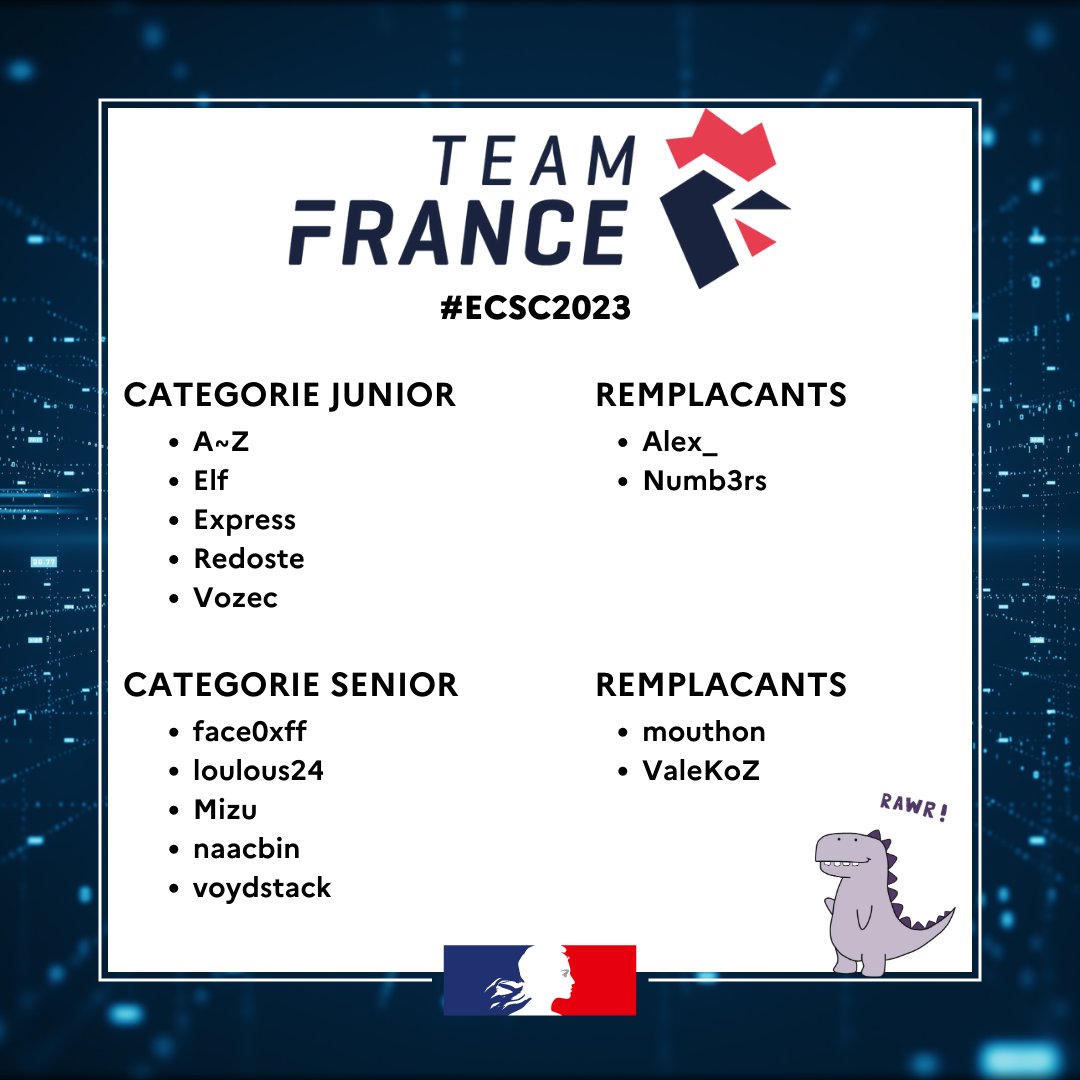 TEAM
FRANCE
#ECSC2023
CATEGORIE JUNIOR
• A~Z
• Elf
• Express
• Redoste
• Vozec
REMPLACANTS
• Alex_
• Numb3rs
CATEGORIE SENIOR
• face0xff
• loulous24
• Mizu
• naacbin
• voydstack
REMPLACANTS
• mouthon
• ValeKoZ
RAWR!